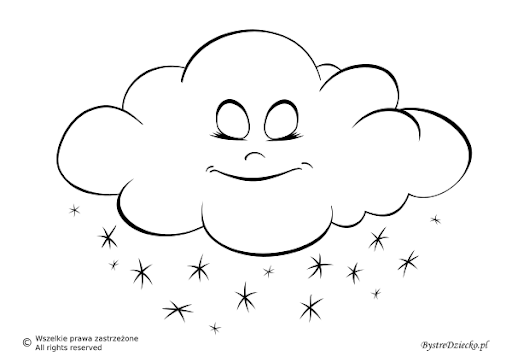 © Wszelkie prawa zastrzeżone
All rights reserved
BystreDziecko.pl